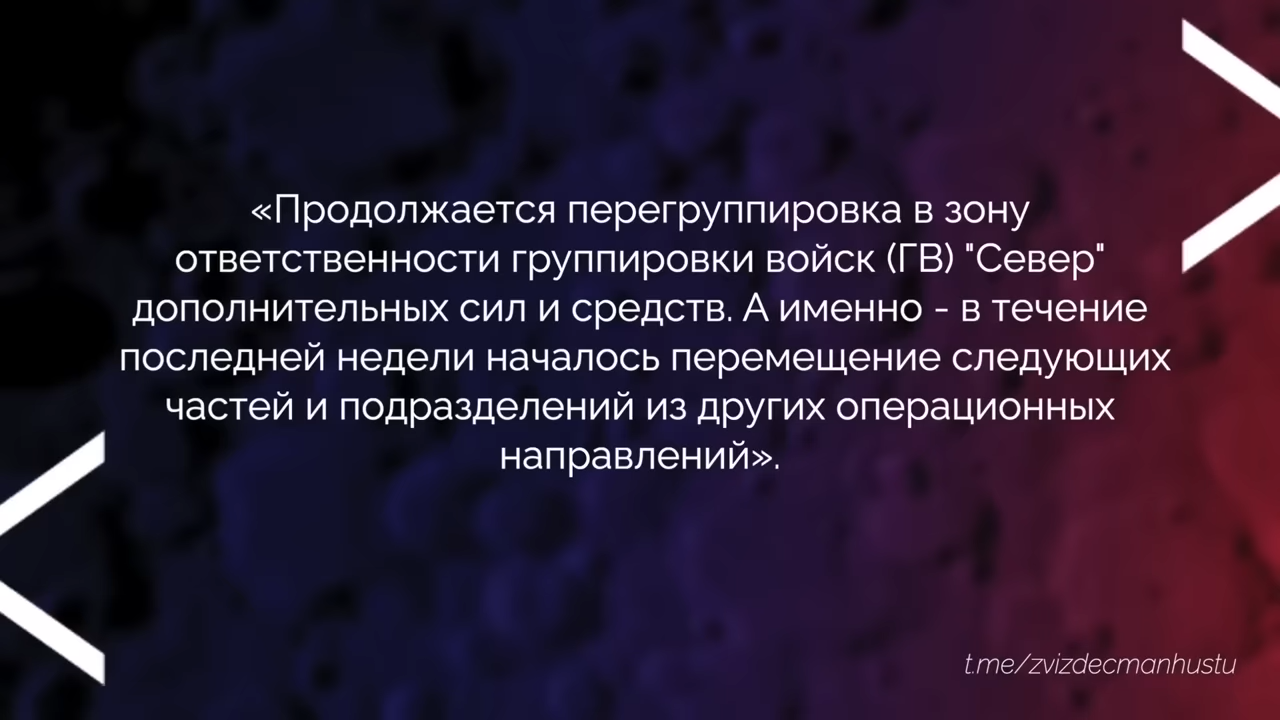 «Продолжается перегруппировка в зону
ответственности группировки войск (ГВ) "Север"
дополнительных сил и средств. А именно - в течение
последней недели началось перемещение следующих
частей и подразделений из других операционных
направлений».
t.me/zvizdecmanhustu